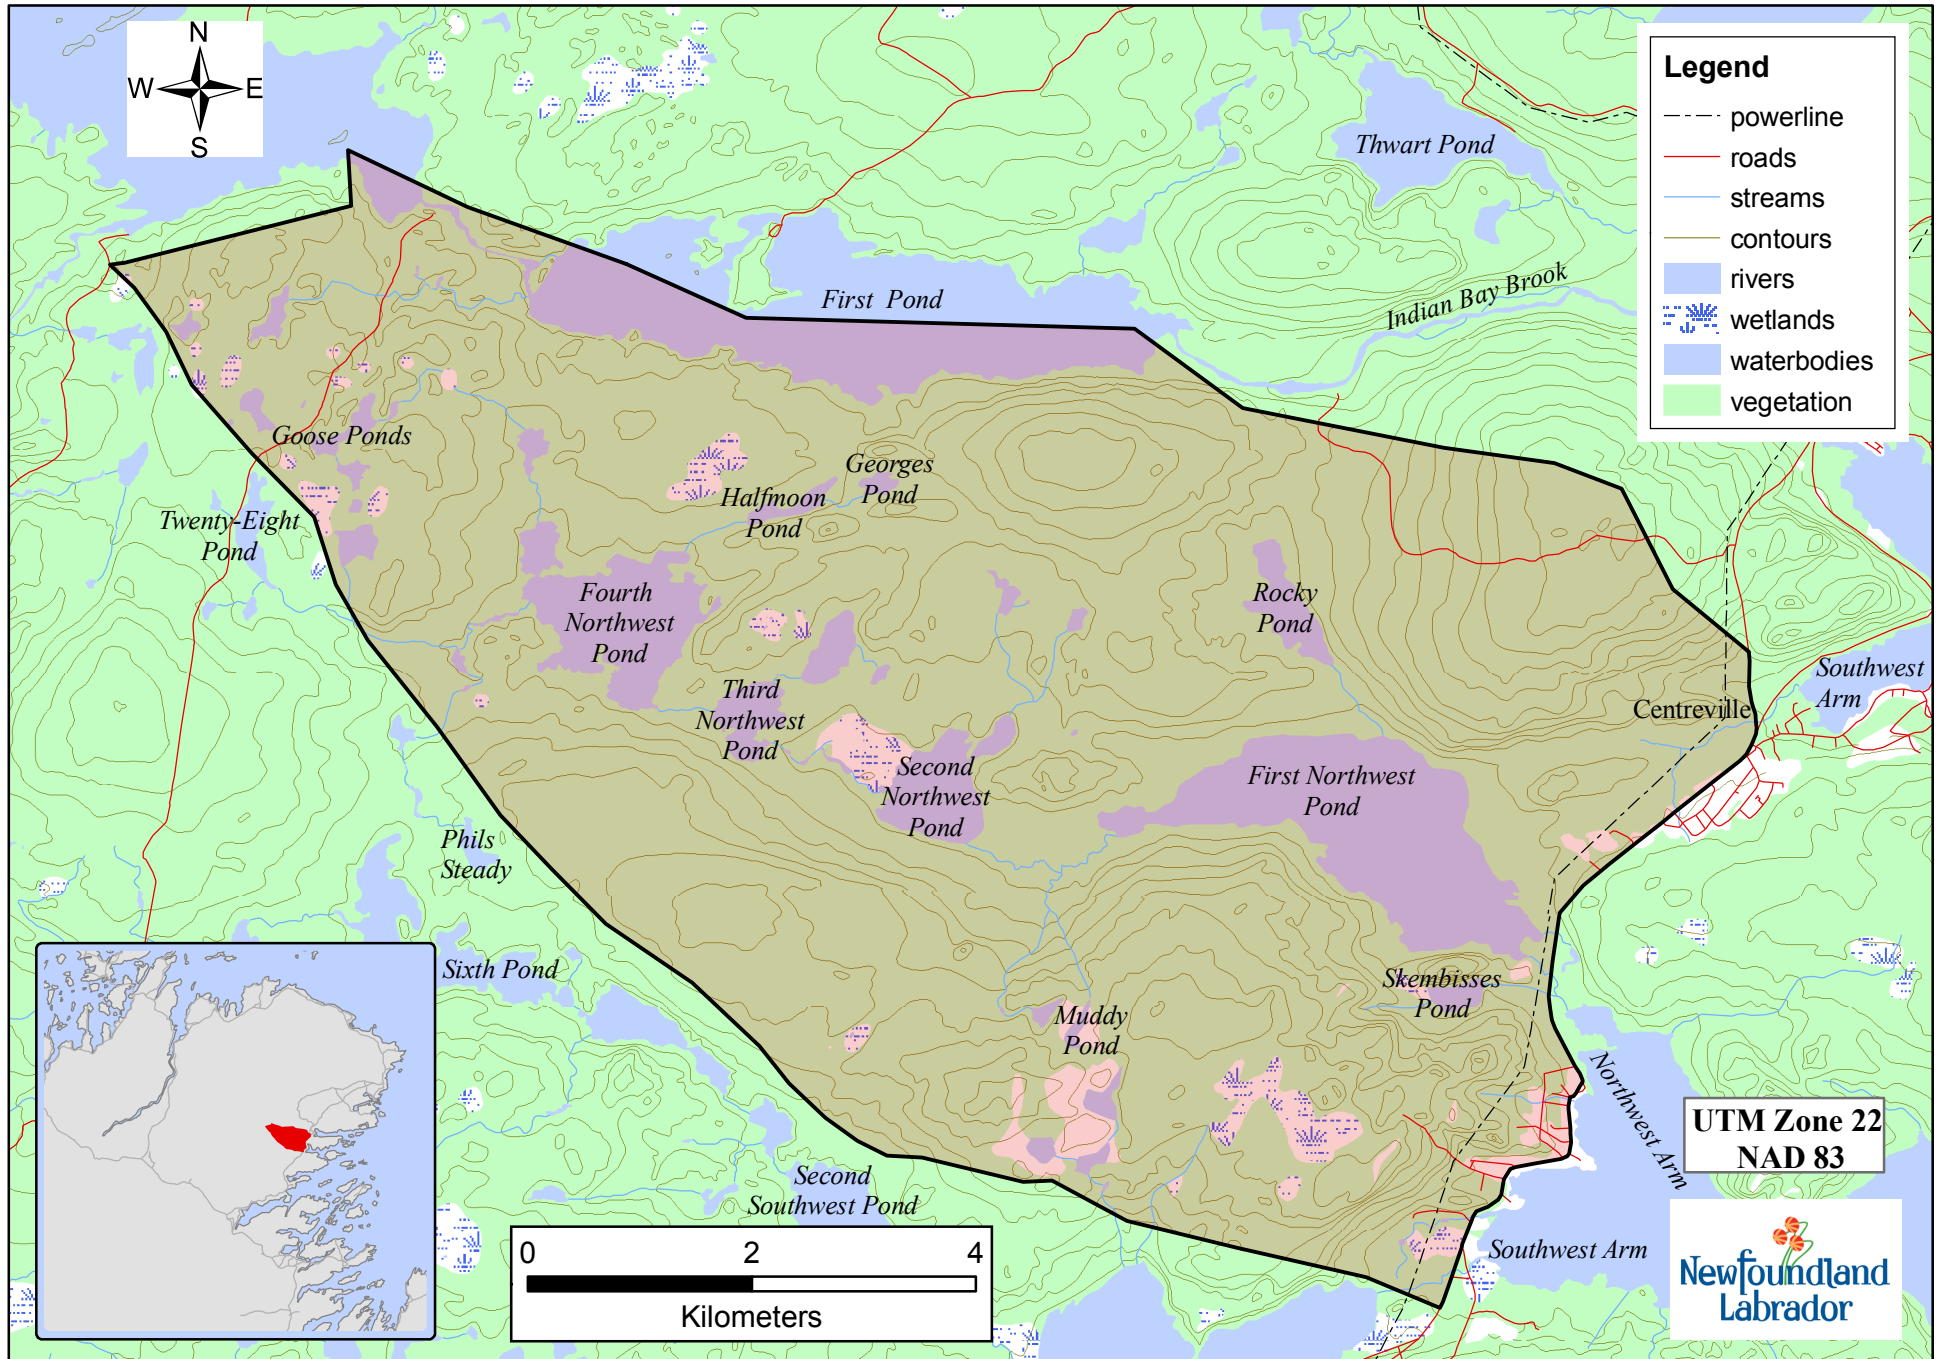 N
W E
S
Legend
powerline
roads
streams
contours
rivers
wetlands
waterbodies
vegetation
Thwart Pond
First Pond
Indian Bay Brook
Goose Ponds
Georges
Pond
Halfmoon
Pond
Twenty-Eight
Pond
Fourth
Northwest
Pond
Rocky
Pond
Third
Northwest
Pond
Southwest
Arm
Centreville
Second
Northwest
Pond
First Northwest
Pond
Phils
Steady
Sixth Pond
Skembisses
Pond
Muddy
Pond
Northwest Arm
UTM Zone 22
NAD 83
Second
Southwest Pond
Southwest Arm
0 2 4
Kilometers
Newfoundland
Labrador